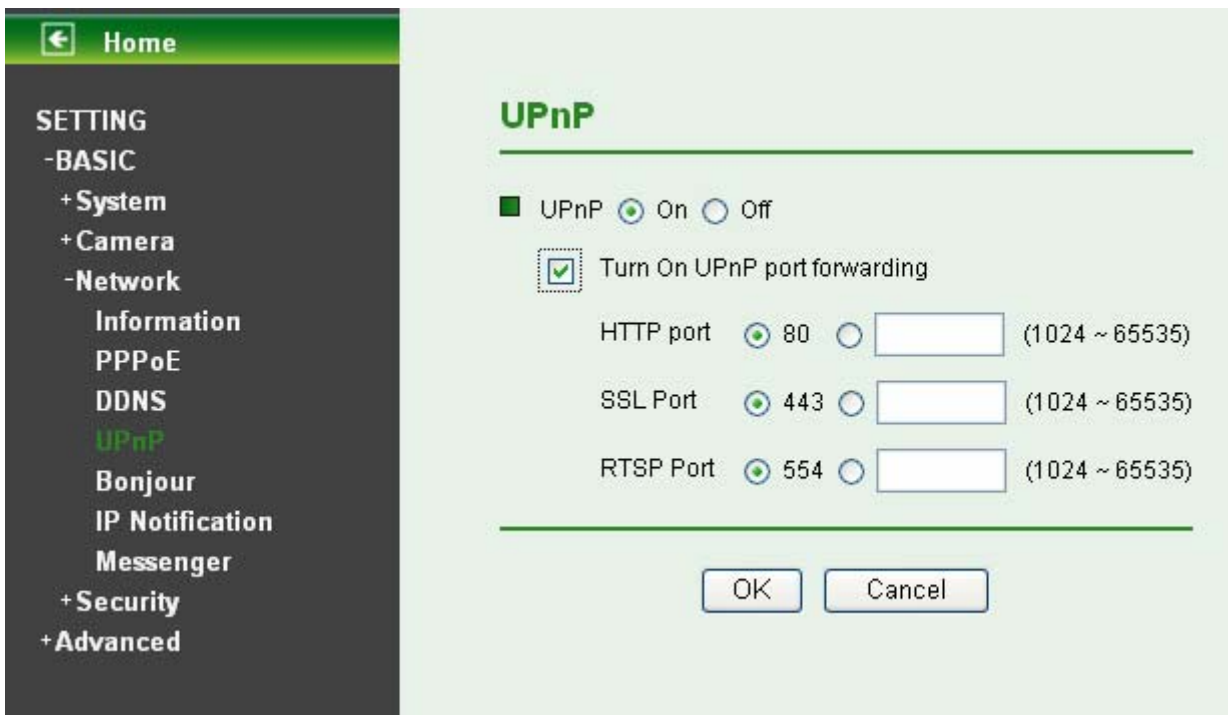 Home
SETTING
-BASIC
+System
+Camera
-Network
Information
PPPoE
DDNS
UPnP
Bonjour
IP Notification
Messenger
+Security
+Advanced
UPnP
UPnP On Off
Turn On UPnP port forwarding
HTTP port 80 (1024 ~ 65535)
SSL Port 443 (1024 ~ 65535)
RTSP Port 554 (1024 ~ 65535)
OK Cancel